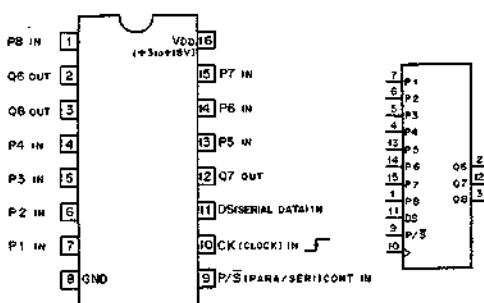 P8 IN 1
Q6 OUT 2
Q8 OUT 3
P4 IN 4
P3 IN 5
P2 IN 6
P1 IN 7
8 GND
VDD 16
(+3to+18V)
15 P7 IN
14 P6 IN
13 P5 IN
12 Q7 OUT
11 DS(SERIAL DATA)IN
10 CK(CLOCK) IN
9 P/S̅(PARA/SERI)CONT IN
7 P1
6 P2
5 P3
4 P4
13 P5
14 P6
15 P7
1 P8
11 DS
9 P/S̅
10
Q6 2
Q7 12
Q8 3